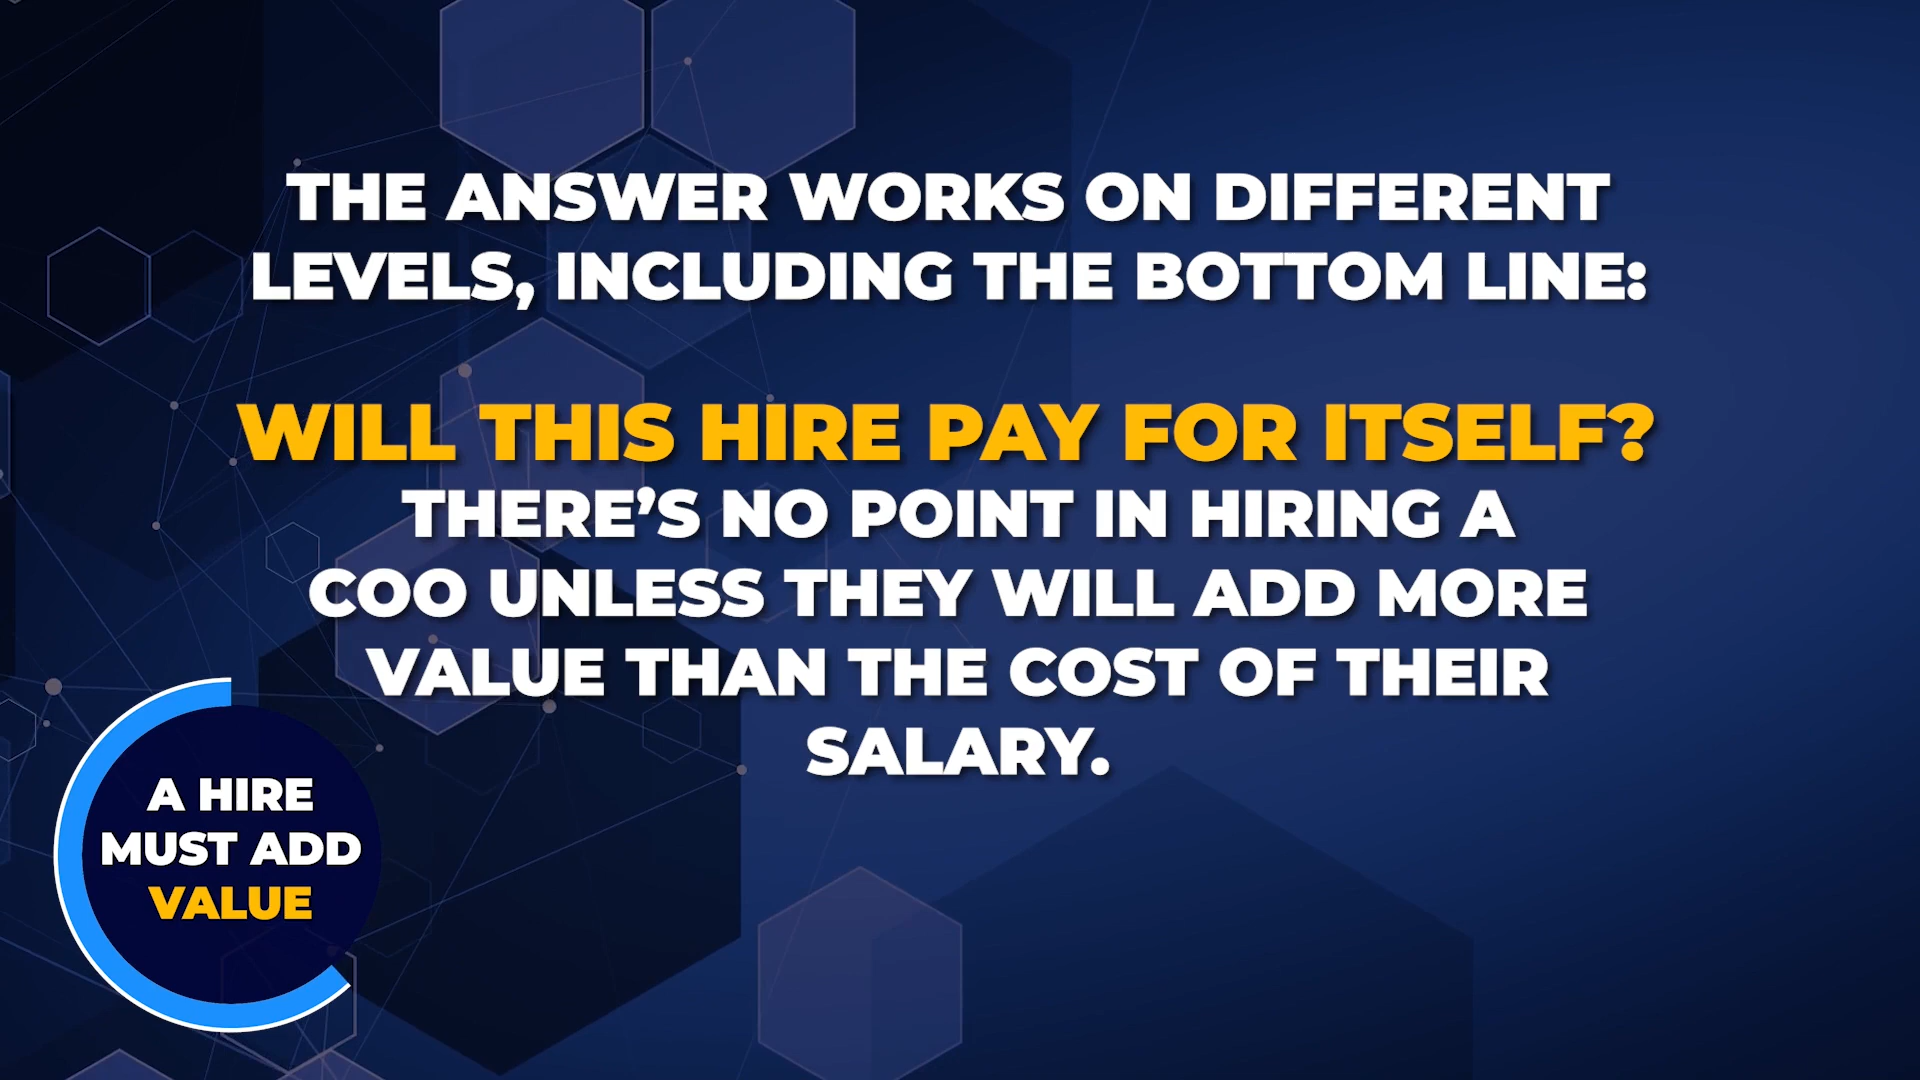 THE ANSWER WORKS ON DIFFERENT
LEVELS, INCLUDING THE BOTTOM LINE:
WILL THIS HIRE PAY FOR ITSELF?
THERE’S NO POINT IN HIRING A
COO UNLESS THEY WILL ADD MORE
VALUE THAN THE COST OF THEIR
SALARY.
A HIRE
MUST ADD
VALUE